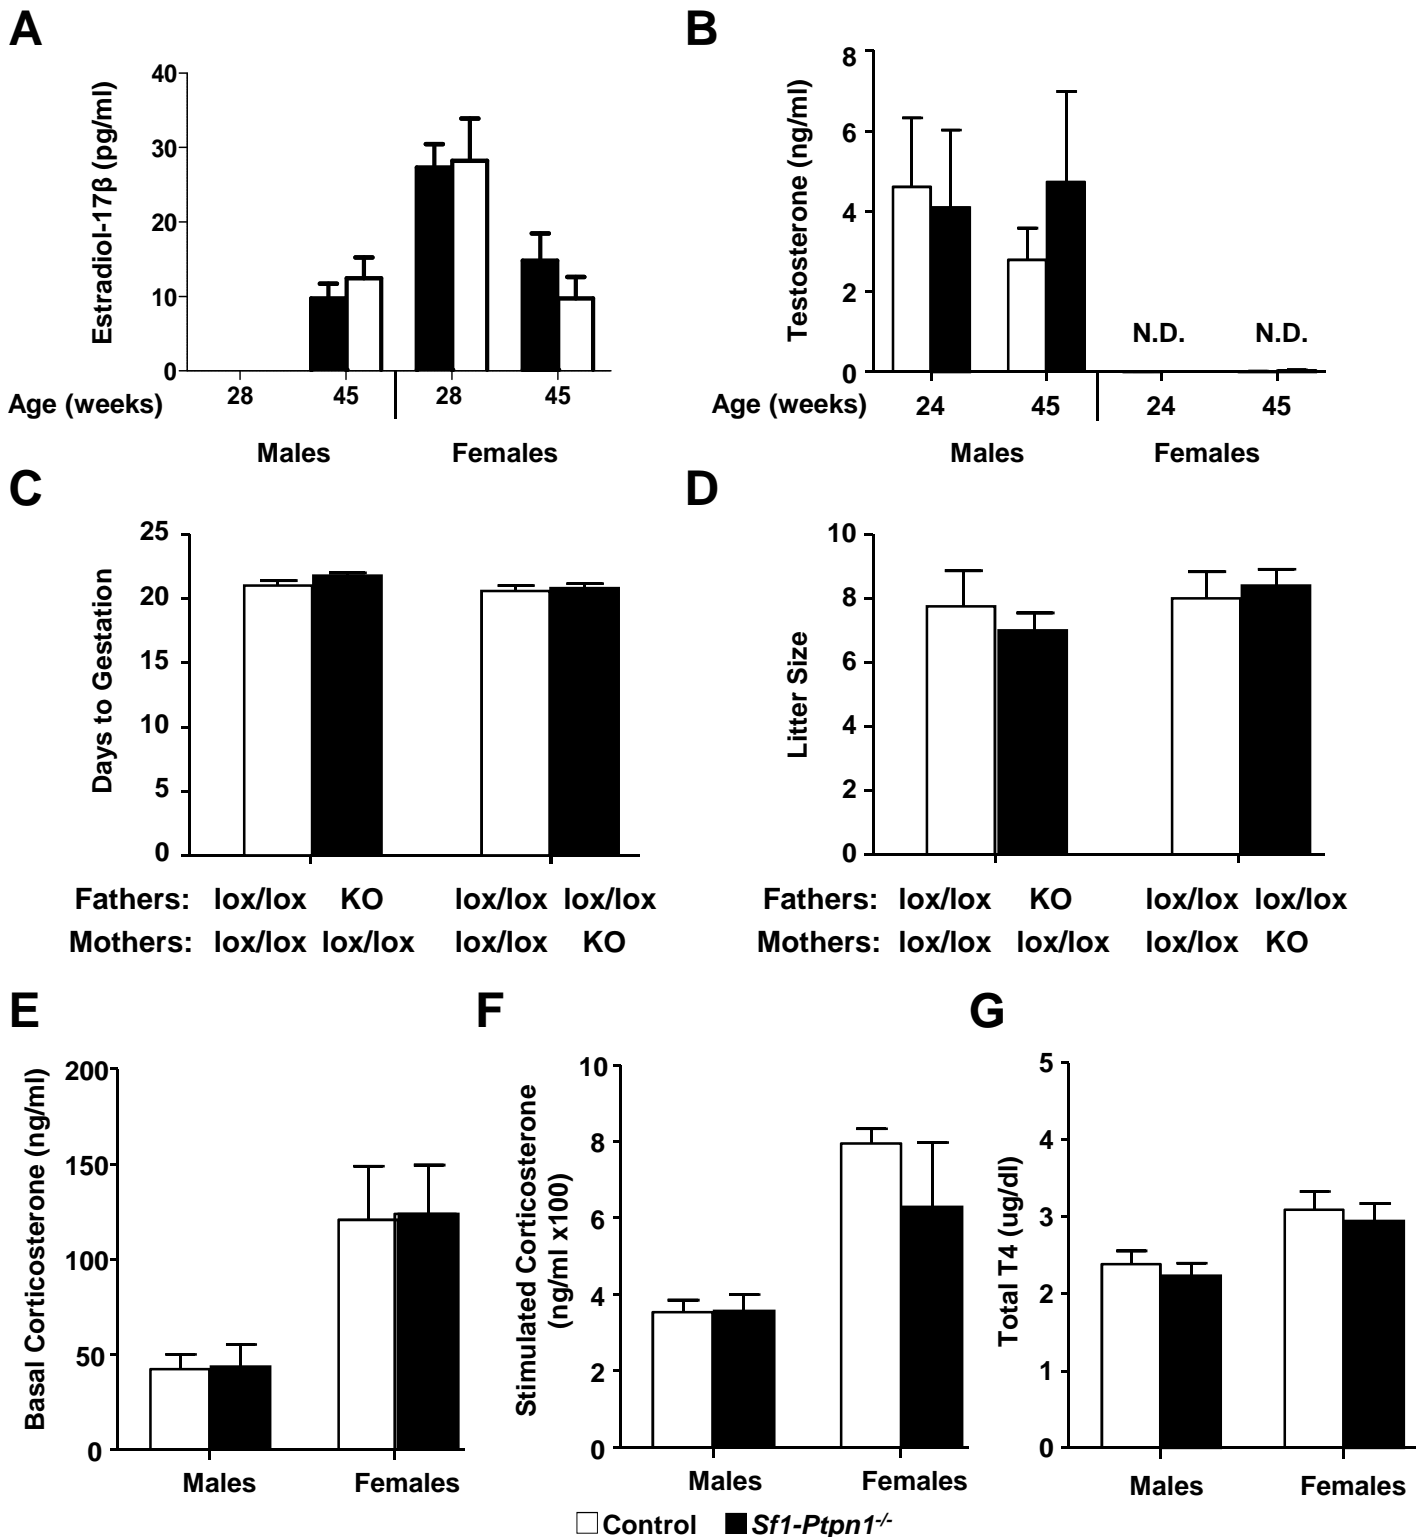 A
Estradiol-17β (pg/ml)
40
30
20
10
0
Age (weeks)
28
45
28
45
Males
Females
B
Testosterone (ng/ml)
8
6
4
2
0
N.D.
N.D.
Age (weeks)
24
45
24
45
Males
Females
C
Days to Gestation
25
20
15
10
5
0
Fathers: lox/lox KO lox/lox lox/lox
Mothers: lox/lox lox/lox lox/lox KO
D
Litter Size
10
8
6
4
2
0
Fathers: lox/lox KO lox/lox lox/lox
Mothers: lox/lox lox/lox lox/lox KO
E
Basal Corticosterone (ng/ml)
200
150
100
50
0
Males
Females
F
Stimulated Corticosterone
(ng/ml x100)
10
8
6
4
2
0
Males
Females
G
Total T4 (ug/dl)
5
4
3
2
1
0
Males
Females
Control
Sf1-Ptpn1-/-